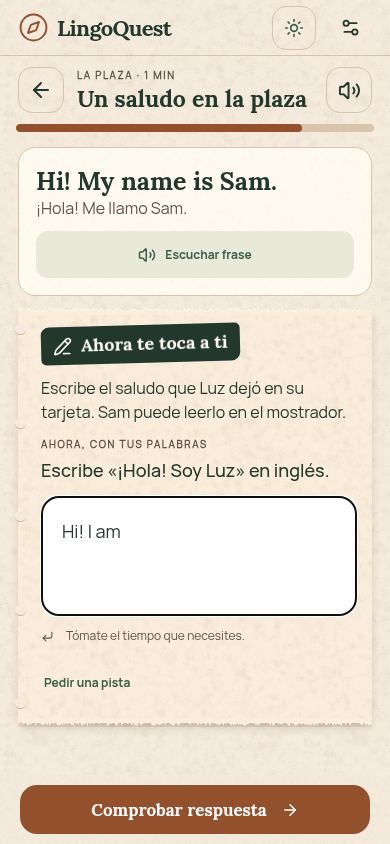 LingoQuest
LA PLAZA · 1 MIN
Un saludo en la plaza
Hi! My name is Sam.
¡Hola! Me llamo Sam.
Escuchar frase
Ahora te toca a ti
Escribe el saludo que Luz dejó en su
tarjeta. Sam puede leerlo en el mostrador.
AHORA, CON TUS PALABRAS
Escribe «¡Hola! Soy Luz» en inglés.
Hi! I am
Tómate el tiempo que necesites.
Pedir una pista
Comprobar respuesta